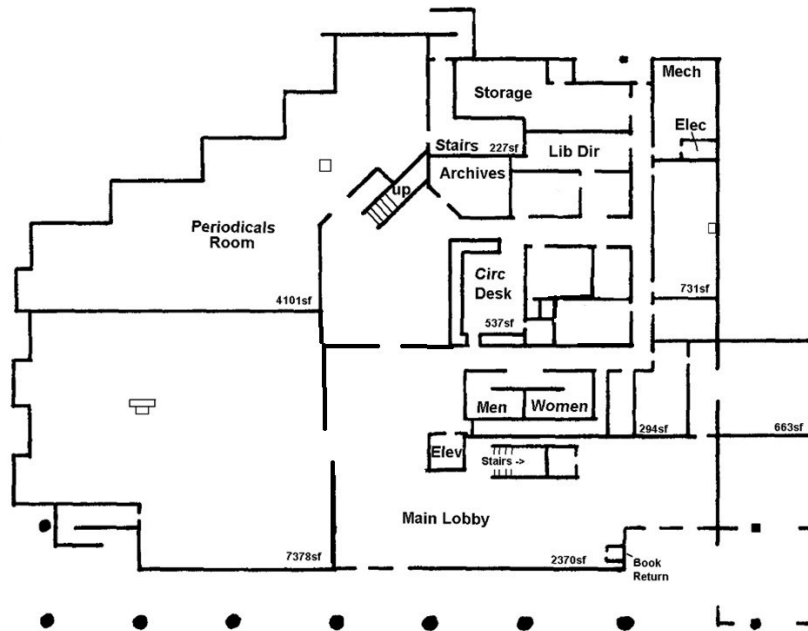 Mech
Storage
Elec
Stairs
227sf
Lib Dir
Archives
up
Periodicals
Room
Circ
Desk
4101sf
731sf
537sf
Men
Women
294sf
663sf
Elev
Stairs ->
Main Lobby
7378sf
2370sf
Book
Return